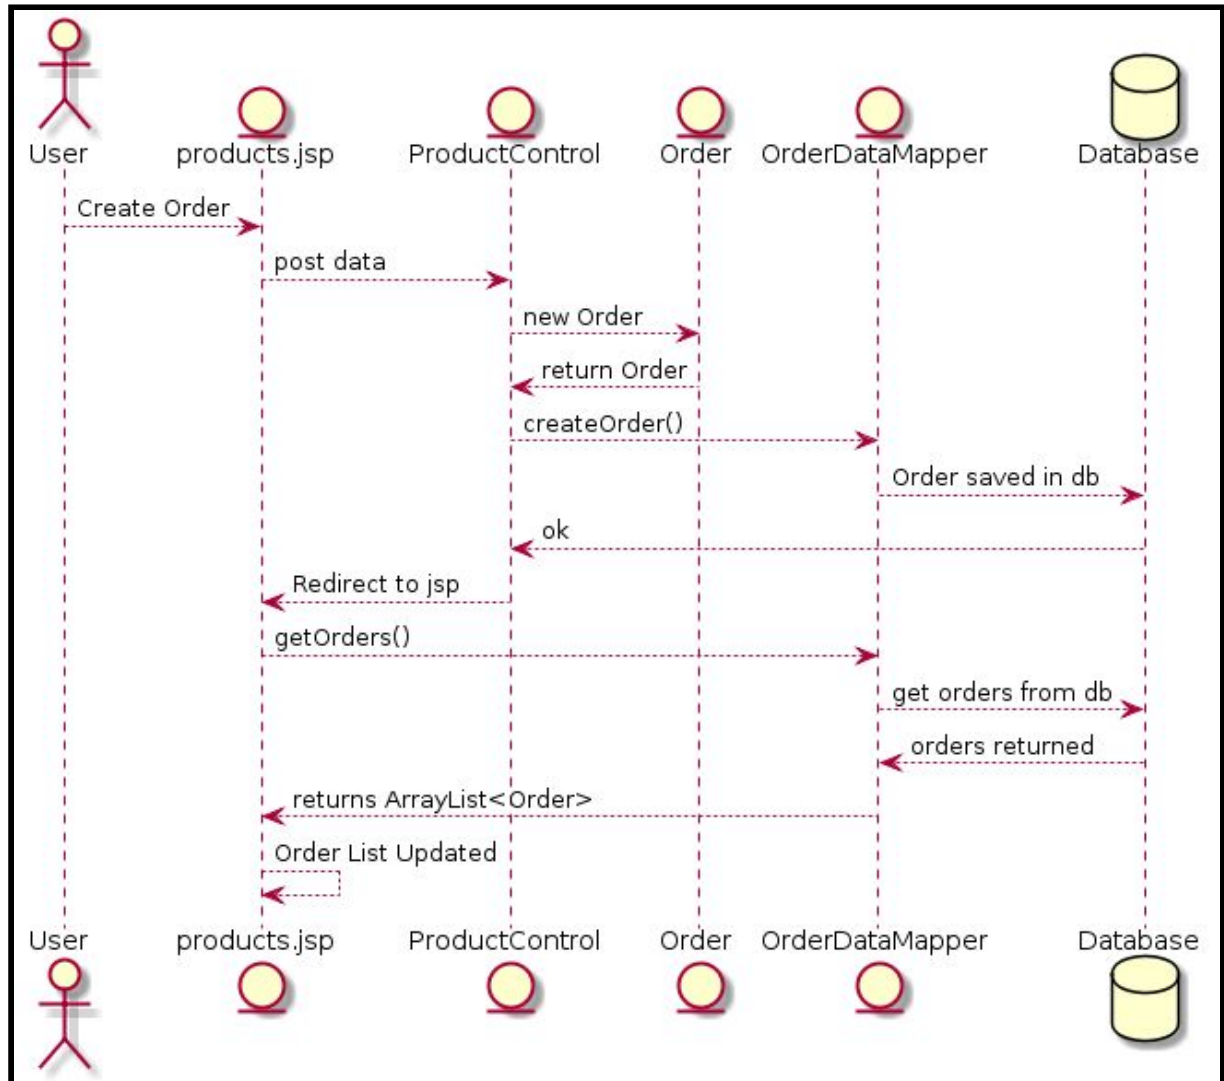 User products.jsp ProductControl Order OrderDataMapper Database
Create Order
post data
new Order
return Order
createOrder()
Order saved in db
ok
Redirect to jsp
getOrders()
get orders from db
orders returned
returns ArrayList<Order>
Order List Updated
User products.jsp ProductControl Order OrderDataMapper Database